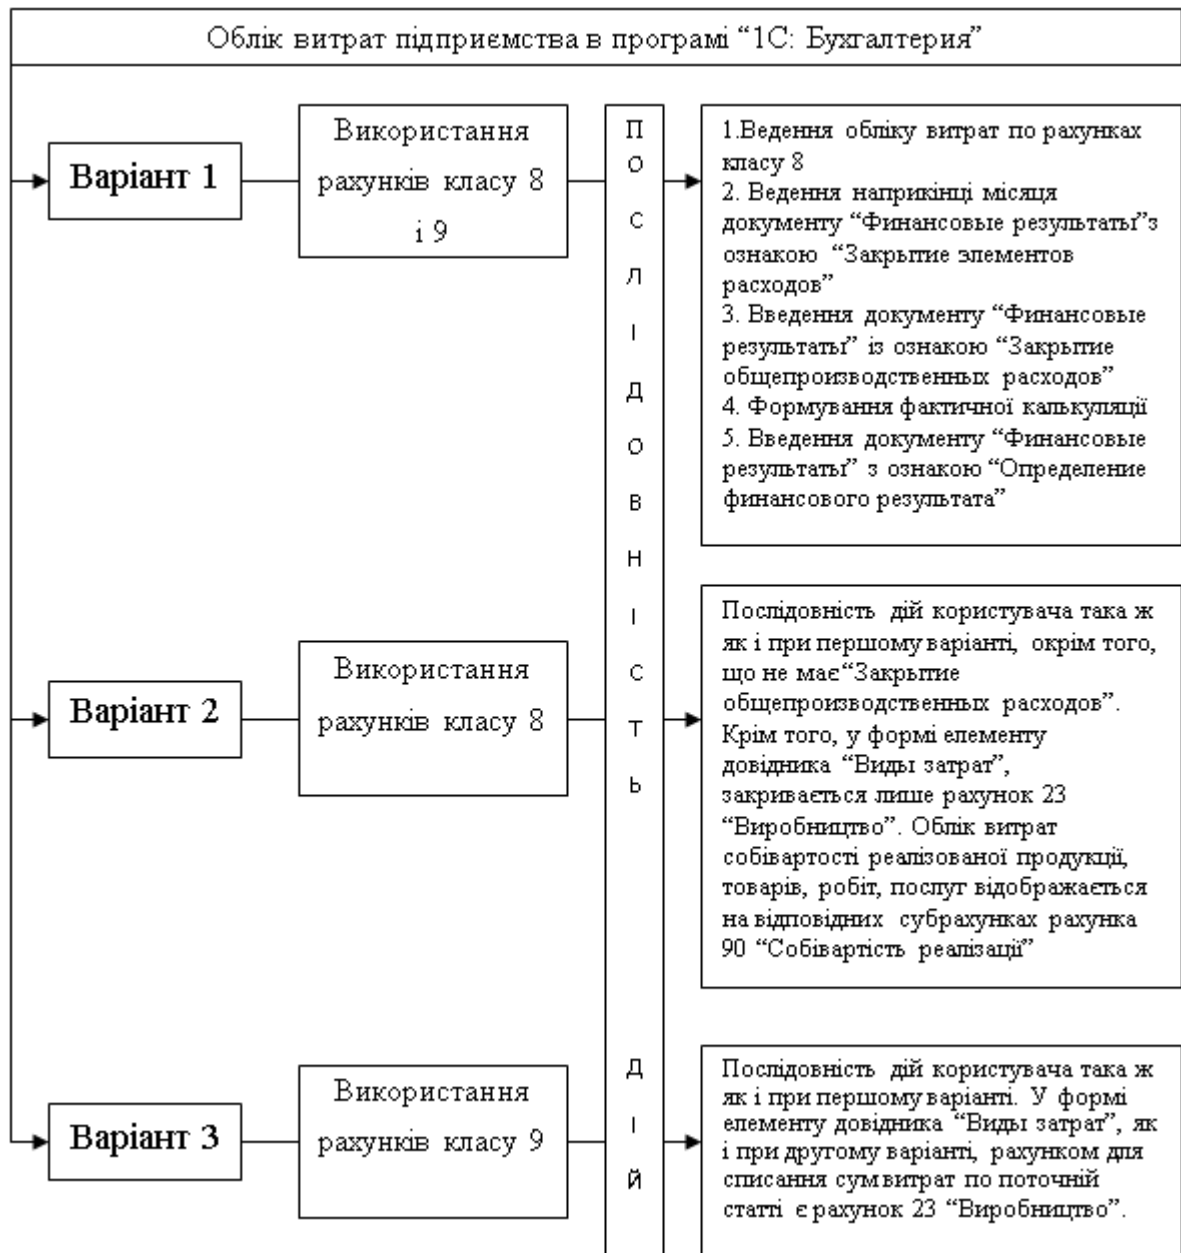 Облік витрат підприємства в програмі “1С: Бухгалтерия”
Варіант 1
Використання
рахунків класу 8
і 9
П
О
С
Л
І
Д
О
В
Н
І
С
Т
Ь
Д
І
Й
1.Ведення обліку витрат по рахунках
класу 8
2. Ведення наприкінці місяця
документу “Финансовые результаты”з
ознакою “Закрытие элементов
расходов”
3. Введення документу “Финансовые
результаты” із ознакою “Закрытие
общепроизводственных расходов”
4. Формування фактичної калькуляції
5. Введення документу “Финансовые
результаты” з ознакою “Определение
финансового результата”
Варіант 2
Використання
рахунків класу 8
Послідовність дій користувача така ж
як і при першому варіанті, окрім того,
що не має “Закрытие
общепроизводственных расходов”.
Крім того, у формі елементу
довідника “Виды затрат”,
закривається лише рахунок 23
“Виробництво”. Облік витрат
собівартості реалізованої продукції,
товарів, робіт, послуг відображається
на відповідних субрахунках рахунка
90 “Собівартість реалізації”
Варіант 3
Використання
рахунків класу 9
Послідовність дій користувача така ж
як і при першому варіанті. У формі
елементу довідника “Виды затрат”, як
і при другому варіанті, рахунком для
списання сум витрат по поточній
статті є рахунок 23 “Виробництво”.